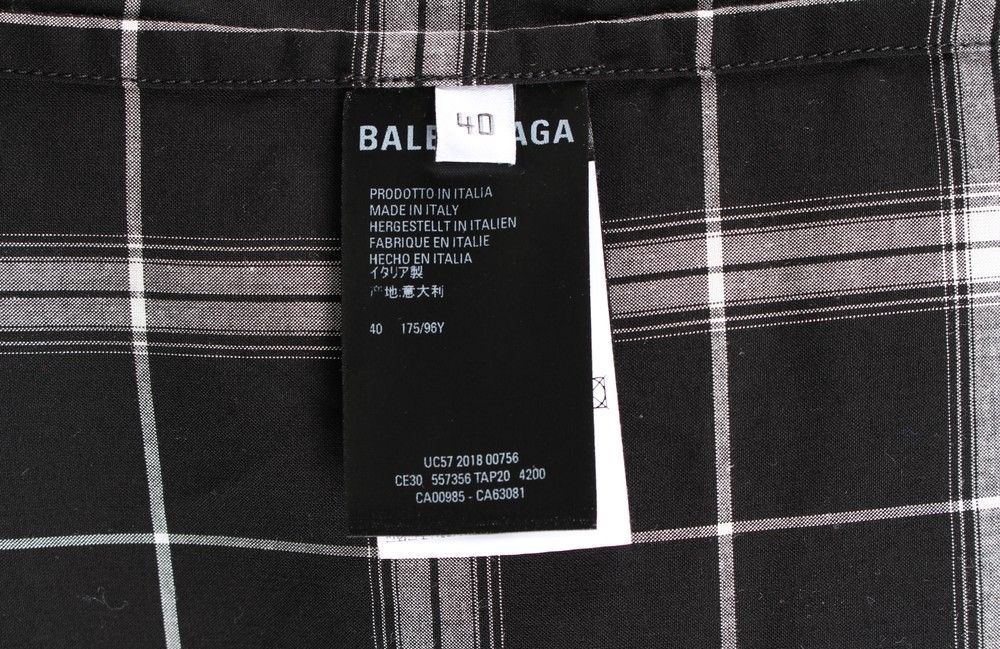 40
BALE AGA
PRODOTTO IN ITALIA
MADE IN ITALY
HERGESTELLT IN ITALIEN
FABRIQUE EN ITALIE
HECHO EN ITALIA
イタリア製
产地:意大利
40 175/96Y
UC57 2018 00756
CE30 557356 TAP20 4200
CA00985 - CA63081